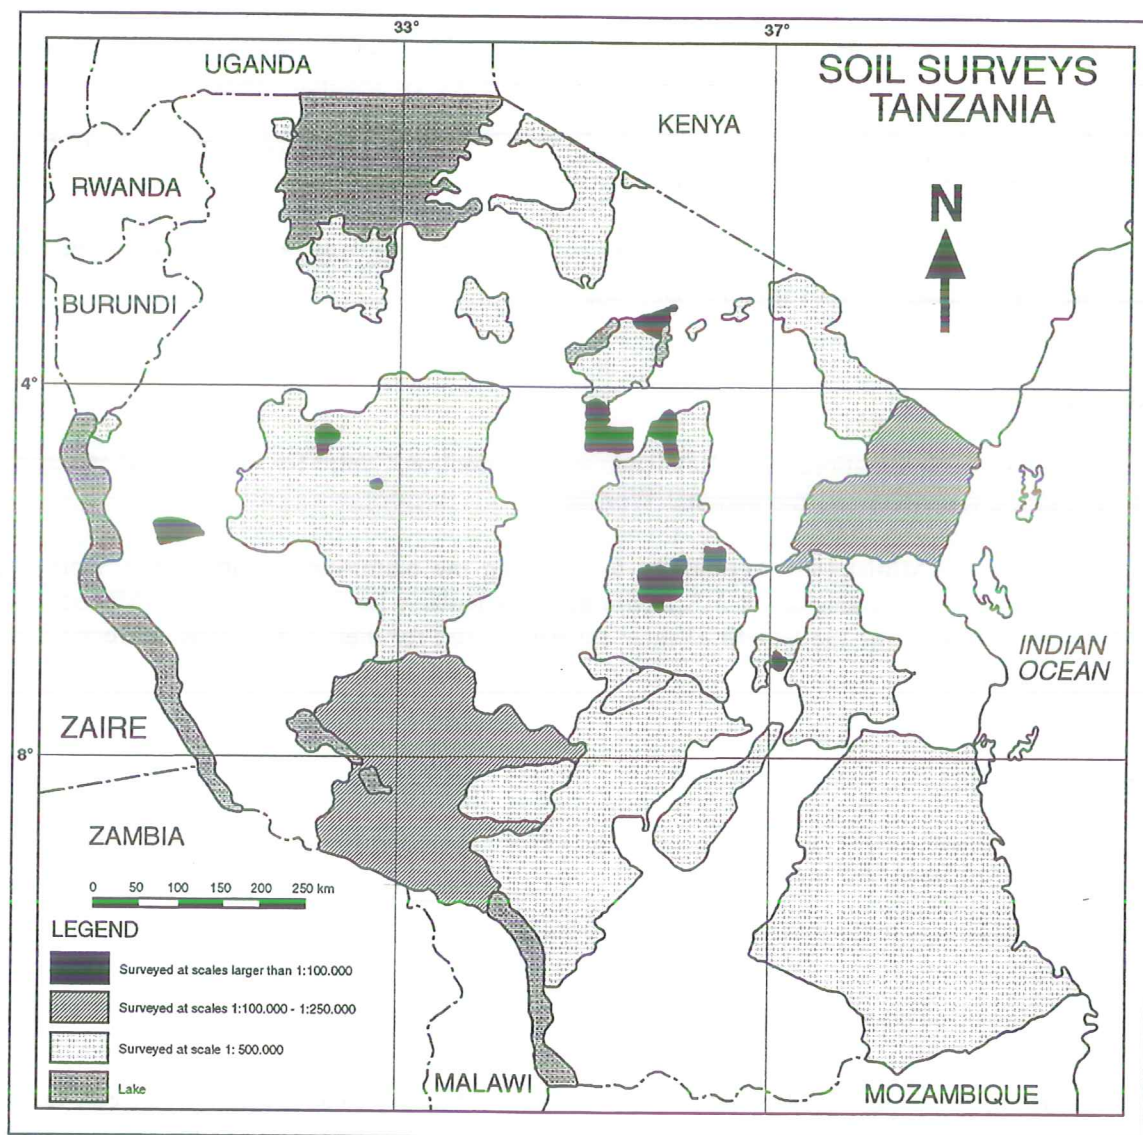 33°
37°
UGANDA
SOIL SURVEYS
TANZANIA
KENYA
RWANDA
N
BURUNDI
4°
INDIAN
OCEAN
ZAIRE
8°
ZAMBIA
0 50 100 150 200 250 km
LEGEND
Surveyed at scales larger than 1:100.000
Surveyed at scales 1:100.000 - 1:250.000
Surveyed at scale 1: 500.000
Lake
MALAWI
MOZAMBIQUE